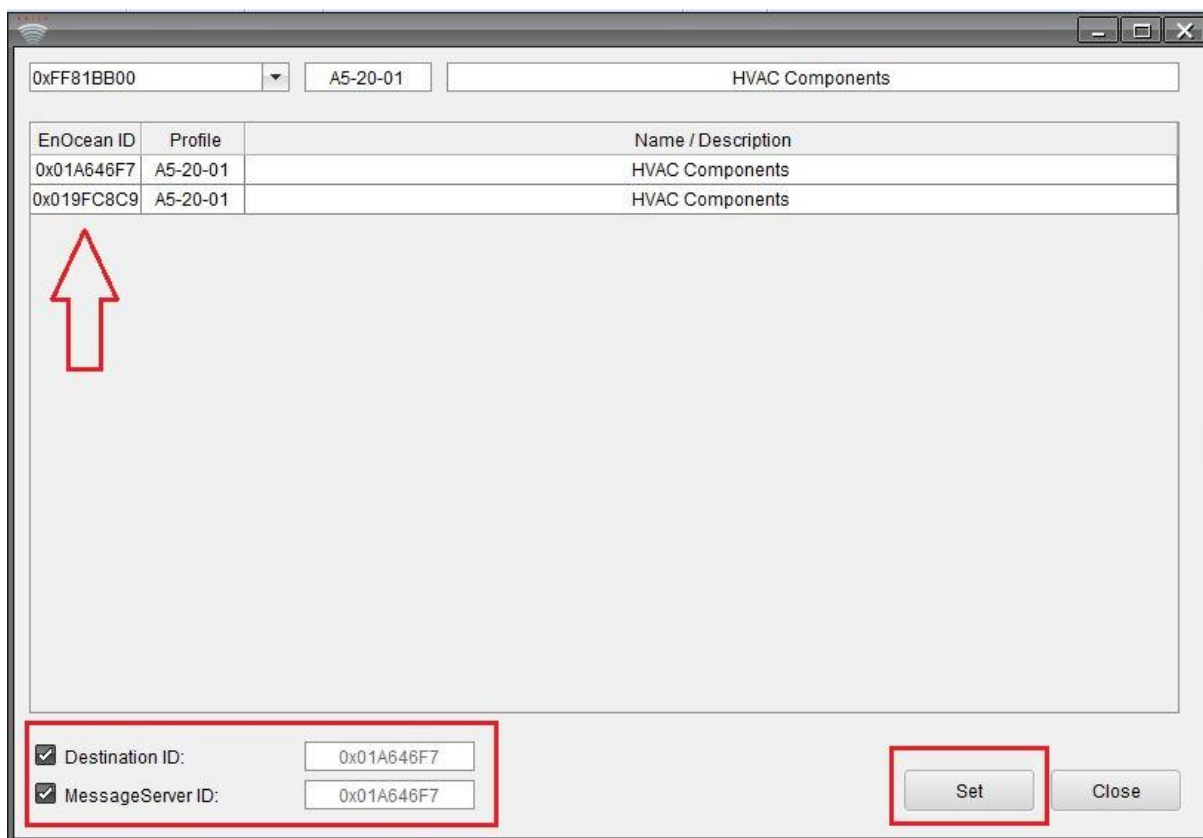 0xFF81BB00 A5-20-01 HVAC Components
EnOcean ID Profile Name / Description
0x01A646F7 A5-20-01 HVAC Components
0x019FC8C9 A5-20-01 HVAC Components
Destination ID: 0x01A646F7
MessageServer ID: 0x01A646F7
Set Close